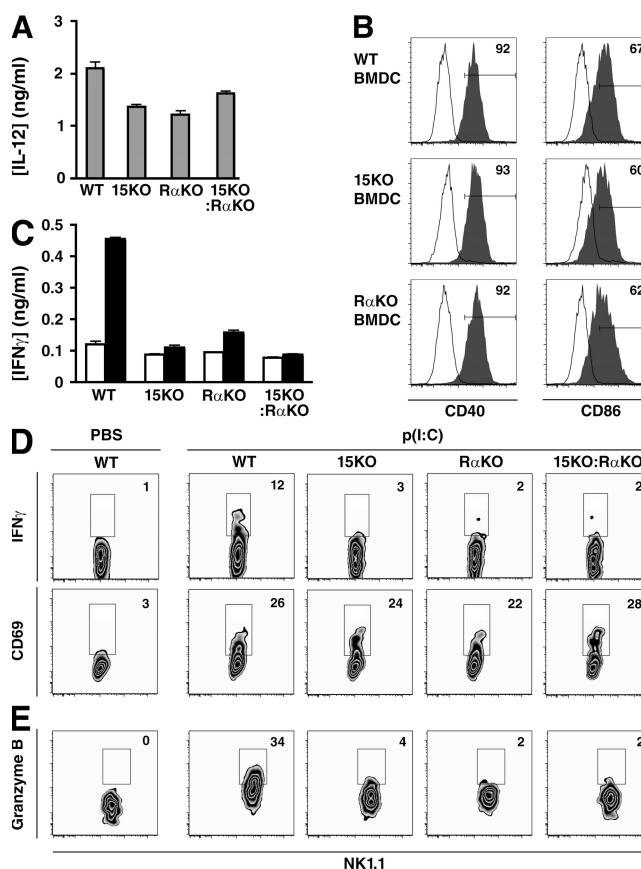 A
[IL-12] (ng/ml)
3
2
1
0
WT 15KO RαKO 15KO
:RαKO
B
WT
BMDC
92
67
15KO
BMDC
93
60
RαKO
BMDC
92
62
CD40 CD86
C
[IFNγ] (ng/ml)
0.5
0.4
0.3
0.2
0.1
0
WT 15KO RαKO 15KO
:RαKO
D
PBS p(I:C)
WT WT 15KO RαKO 15KO:RαKO
IFNγ
1 12 3 2 2
CD69
3 26 24 22 28
E
Granzyme B
0 34 4 2 2
NK1.1